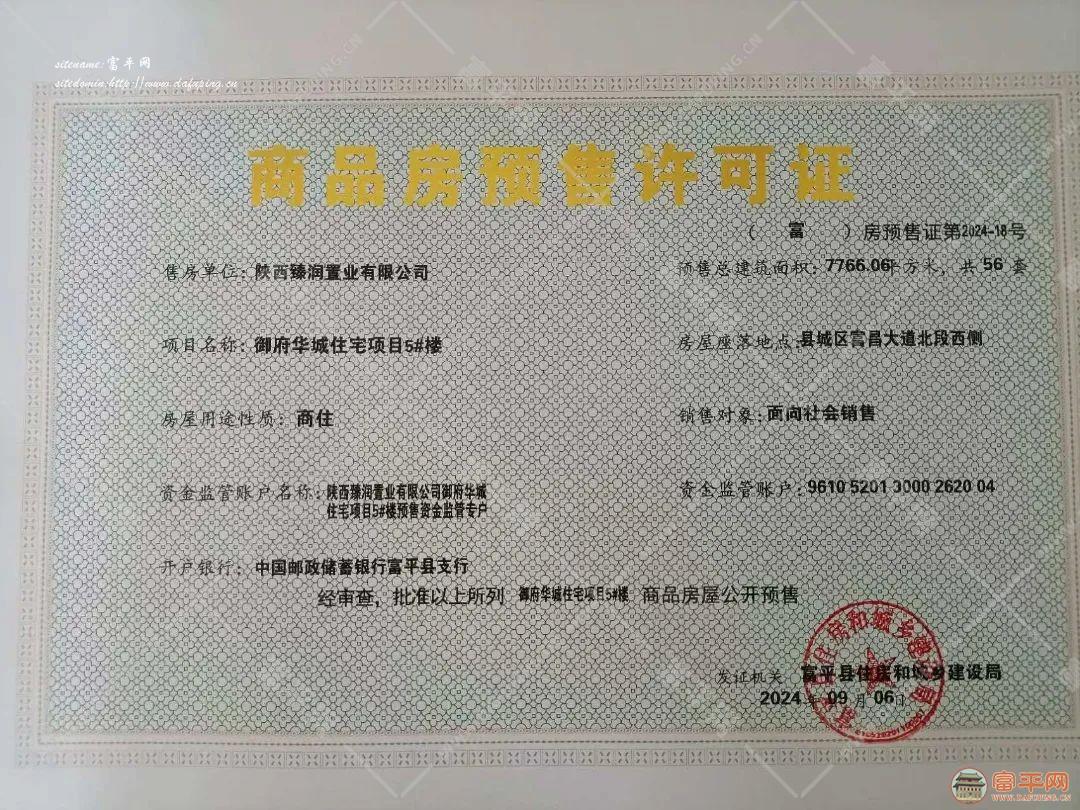 sitename:富平网
sitedomin:http://www.dafuping.cn
商品房预售许可证
（ 富 ）房预售证第2024-18号
售房单位：陕西臻润置业有限公司
预售总建筑面积：7766.06平方米，共56套
项目名称：御府华城住宅项目5#楼
房屋座落地点：县城区富昌大道北段西侧
房屋用途性质：商住
销售对象：面向社会销售
资金监管账户名称：陕西臻润置业有限公司御府华城
住宅项目5#楼预售资金监管专户
资金监管账户：9610 5201 3000 2620 04
开户银行：中国邮政储蓄银行富平县支行
经审查，批准以上所列 御府华城住宅项目5#楼 商品房屋公开预售
发证机关 富平县住房和城乡建设局
2024年09月06日
富平网
WWW.DAFUPING.CN